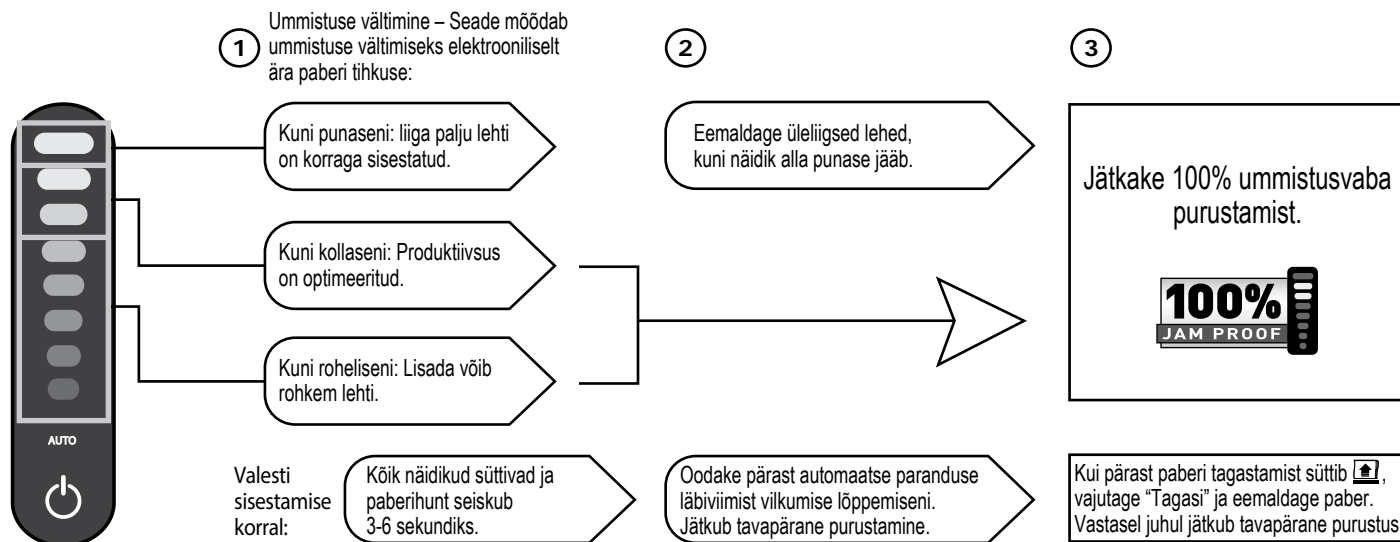 1
Ummistuse vältimine – Seade mõõdab
ummistuse vältimiseks elektrooniliselt
ära paberi tihkuse:
2
3
Kuni punaseni: liiga palju lehti
on korraga sisestatud.
Eemaldage üleliigsed lehed,
kuni näidik alla punase jääb.
Kuni kollaseni: Produktiivsus
on optimeeritud.
Kuni roheliseni: Lisada võib
rohkem lehti.
Jätkake 100% ummistusvaba
purustamist.
100%
JAM PROOF
AUTO
Valesti
sisestamise
korral:
Kõik näidikud süttivad ja
paberihunt seiskub
3-6 sekundiks.
Oodake pärast automaatse paranduse
läbiviimist vilkumise lõppemiseni.
Jätkub tavapärane purustamine.
Kui pärast paberi tagastamist süttib ,
vajutage “Tagasi” ja eemaldage paber.
Vastasel juhul jätkub tavapärane purustus